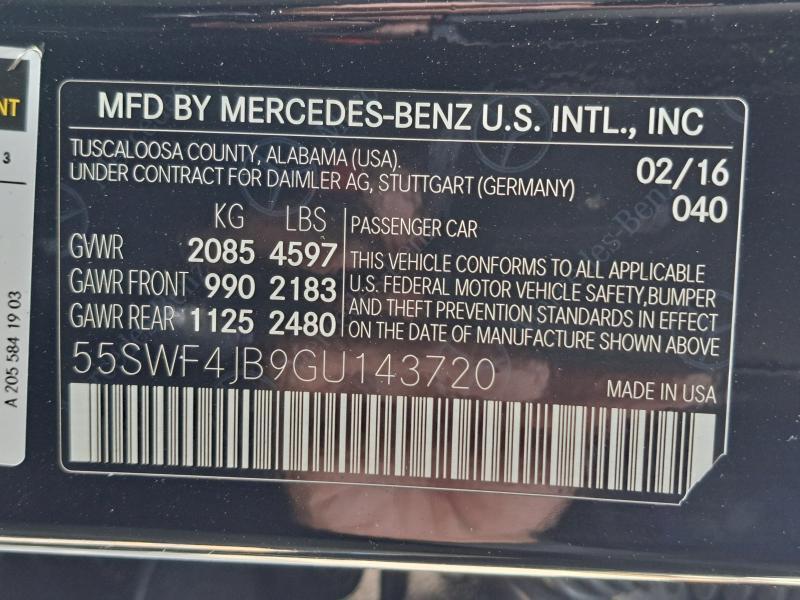 MFD BY MERCEDES-BENZ U.S. INTL., INC
TUSCALOOSA COUNTY, ALABAMA (USA).
UNDER CONTRACT FOR DAIMLER AG, STUTTGART (GERMANY)
02/16
040
KG LBS
GVWR 2085 4597
GAWR FRONT 990 2183
GAWR REAR 1125 2480
PASSENGER CAR
THIS VEHICLE CONFORMS TO ALL APPLICABLE
U.S. FEDERAL MOTOR VEHICLE SAFETY,BUMPER
AND THEFT PREVENTION STANDARDS IN EFFECT
ON THE DATE OF MANUFACTURE SHOWN ABOVE
55SWF4JB9GU143720
MADE IN USA
NT
3
A 205 584 19 03